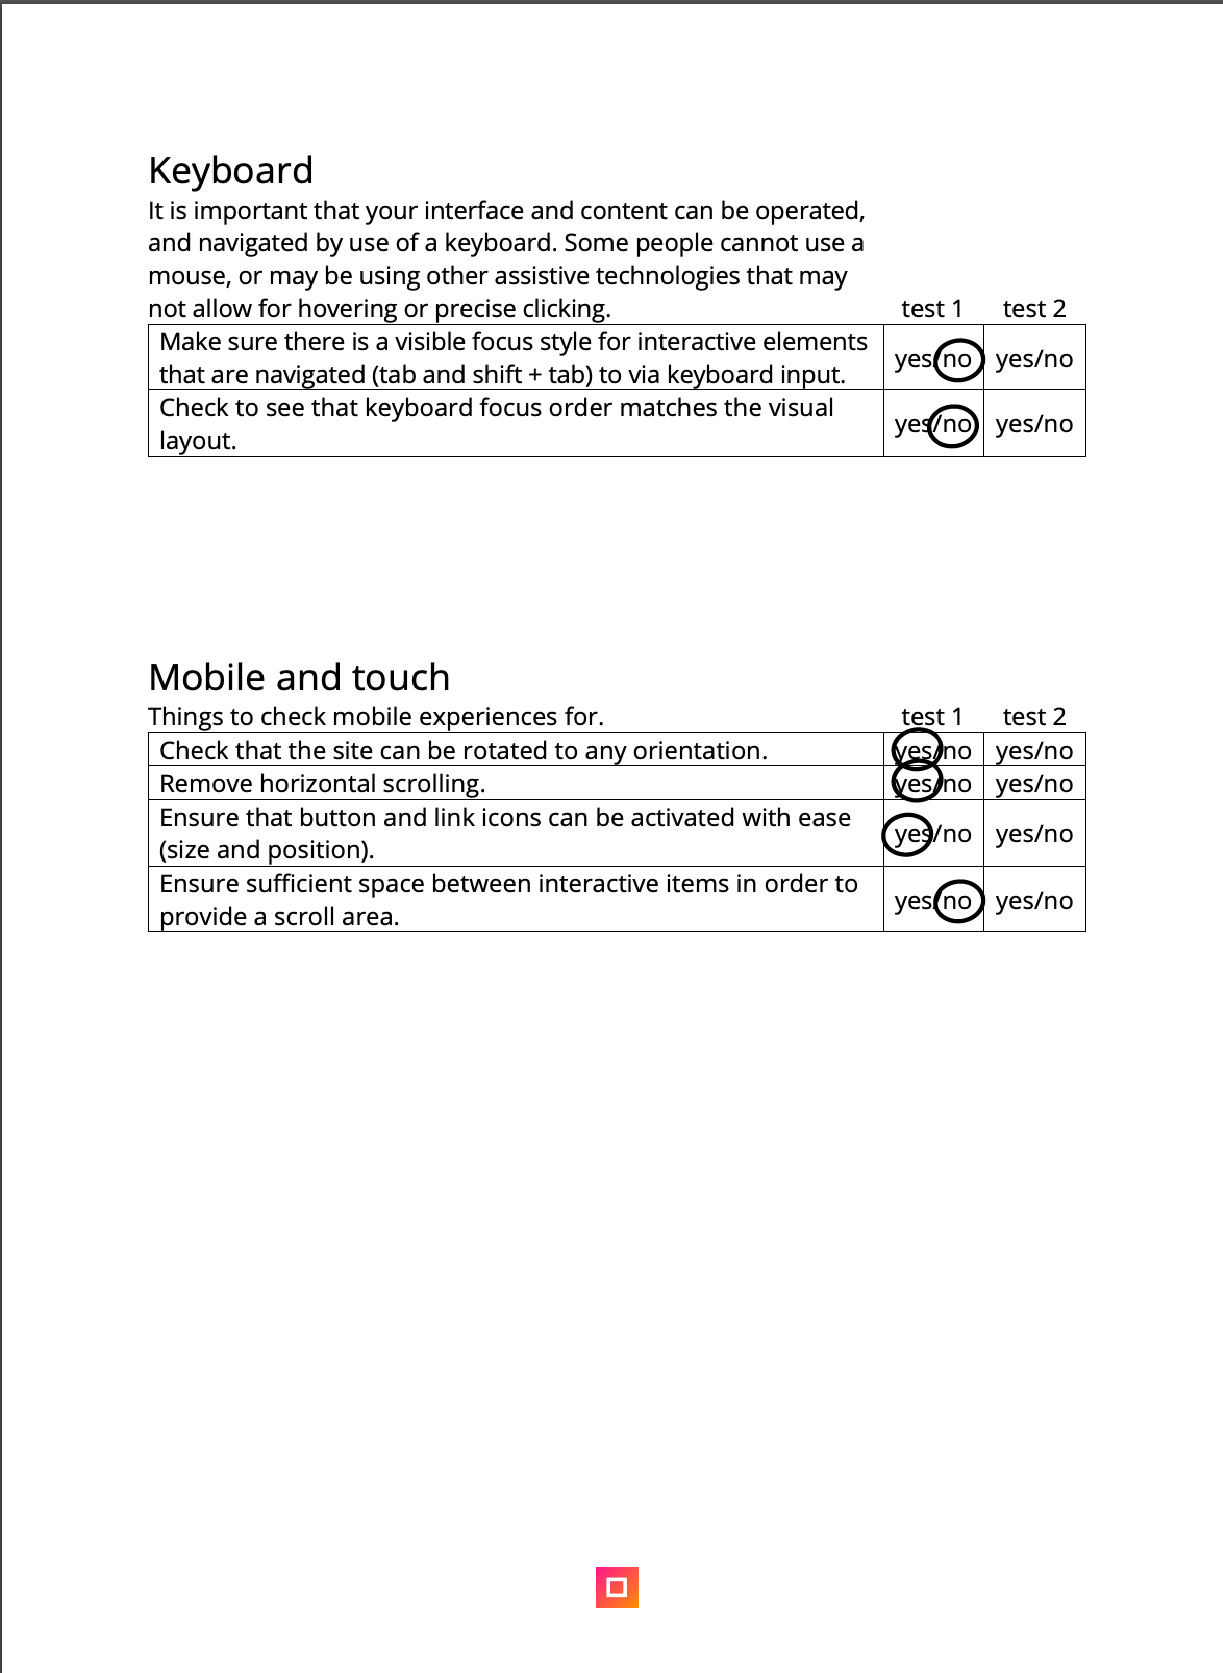 Keyboard
It is important that your interface and content can be operated,
and navigated by use of a keyboard. Some people cannot use a
mouse, or may be using other assistive technologies that may
not allow for hovering or precise clicking. test 1 test 2
Make sure there is a visible focus style for interactive elements
that are navigated (tab and shift + tab) to via keyboard input.
yes/no yes/no
Check to see that keyboard focus order matches the visual
layout.
yes/no yes/no
Mobile and touch
Things to check mobile experiences for. test 1 test 2
Check that the site can be rotated to any orientation. yes/no yes/no
Remove horizontal scrolling. yes/no yes/no
Ensure that button and link icons can be activated with ease
(size and position).
yes/no yes/no
Ensure sufficient space between interactive items in order to
provide a scroll area.
yes/no yes/no